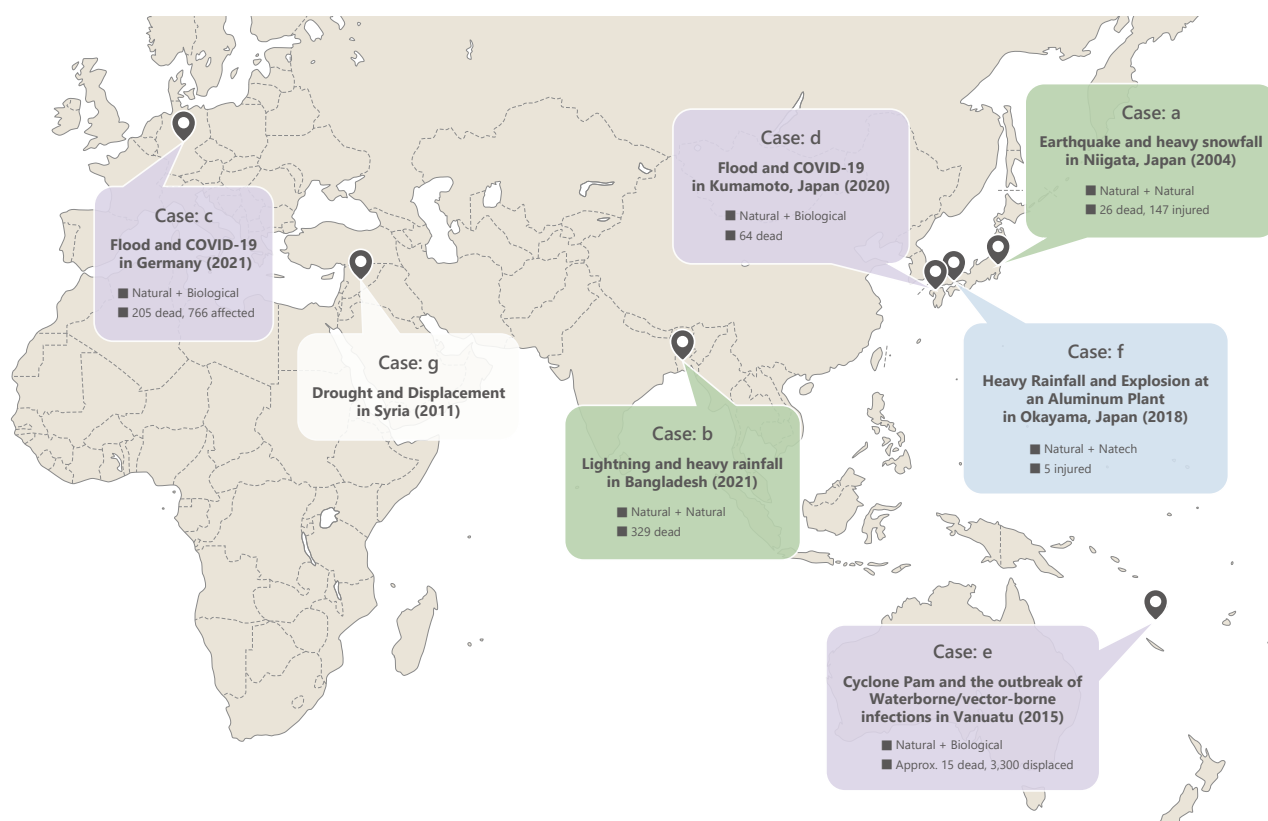 Case: a
Earthquake and heavy snowfall
in Niigata, Japan (2004)
■ Natural + Natural
■ 26 dead, 147 injured
Case: d
Flood and COVID-19
in Kumamoto, Japan (2020)
■ Natural + Biological
■ 64 dead
Case: c
Flood and COVID-19
in Germany (2021)
■ Natural + Biological
■ 205 dead, 766 affected
Case: g
Drought and Displacement
in Syria (2011)
Case: f
Heavy Rainfall and Explosion at
an Aluminum Plant
in Okayama, Japan (2018)
■ Natural + Natech
■ 5 injured
Case: b
Lightning and heavy rainfall
in Bangladesh (2021)
■ Natural + Natural
■ 329 dead
Case: e
Cyclone Pam and the outbreak of
Waterborne/vector-borne
infections in Vanuatu (2015)
■ Natural + Biological
■ Approx. 15 dead, 3,300 displaced